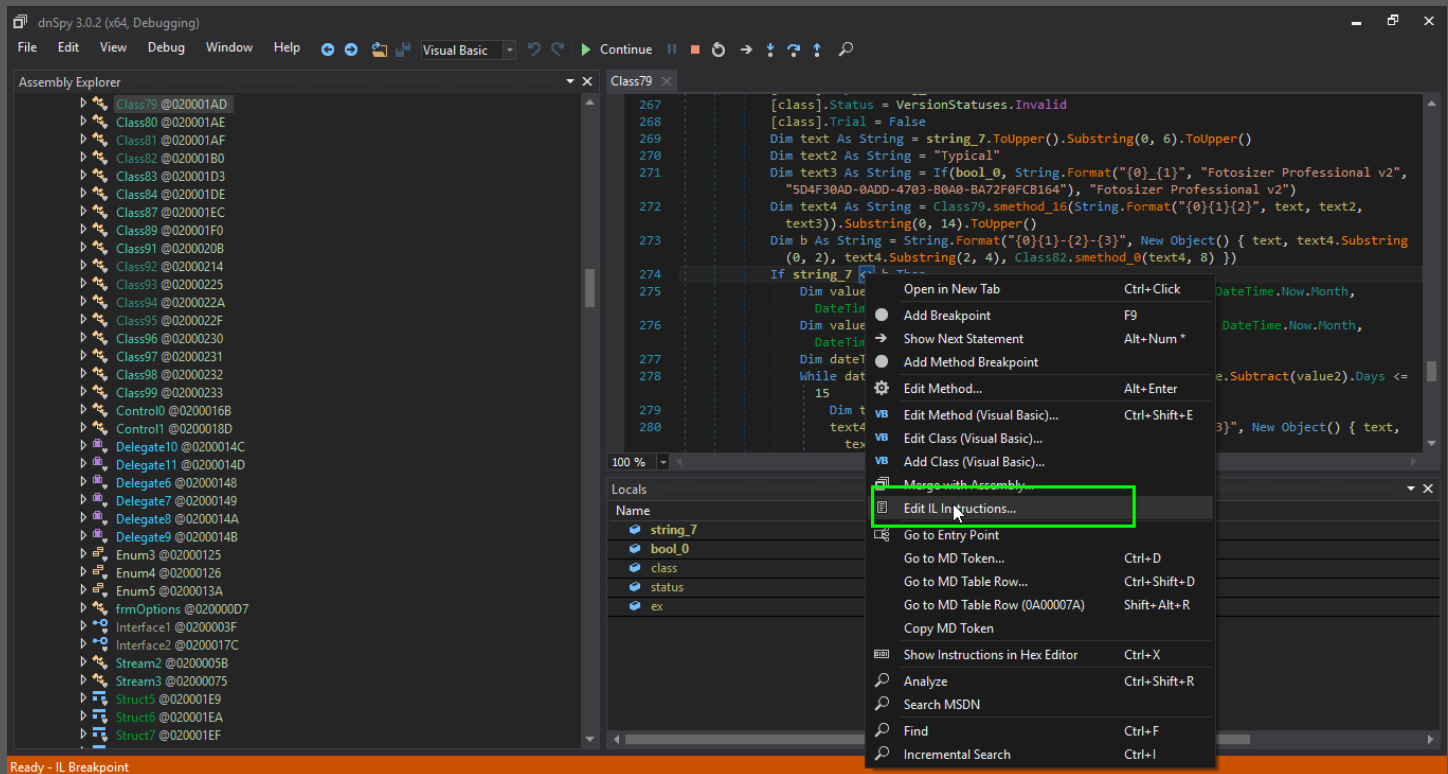 dnSpy 3.0.2 (x64, Debugging)
File Edit View Debug Window Help Visual Basic Continue
Assembly Explorer
Class79 @020001AD
Class80 @020001AE
Class81 @020001AF
Class82 @020001B0
Class83 @020001D3
Class84 @020001DE
Class87 @020001EC
Class89 @020001F0
Class91 @0200020B
Class92 @02000214
Class93 @02000225
Class94 @0200022A
Class95 @0200022F
Class96 @02000230
Class97 @02000231
Class98 @02000232
Class99 @02000233
Control0 @0200016B
Control1 @0200018D
Delegate10 @0200014C
Delegate11 @0200014D
Delegate6 @02000148
Delegate7 @02000149
Delegate8 @0200014A
Delegate9 @0200014B
Enum3 @02000125
Enum4 @02000126
Enum5 @0200013A
frmOptions @020000D7
Interface1 @0200003F
Interface2 @0200017C
Stream2 @0200005B
Stream3 @02000075
Struct5 @020001E9
Struct6 @020001EA
Struct7 @020001EF
Class79
267 [class].Status = VersionStatuses.Invalid
268 [class].Trial = False
269 Dim text As String = string_7.ToUpper().Substring(0, 6).ToUpper()
270 Dim text2 As String = "Typical"
271 Dim text3 As String = If(bool_0, String.Format("{0}_{1}", "Fotosizer Professional v2",
"5D4F30AD-0ADD-4703-B0A0-BA72F0FCB164"), "Fotosizer Professional v2")
272 Dim text4 As String = Class79.smethod_16(String.Format("{0}{1}{2}", text, text2,
text3)).Substring(0, 14).ToUpper()
273 Dim b As String = String.Format("{0}{1}-{2}-{3}", New Object() { text, text4.Substring
(0, 2), text4.Substring(2, 4), Class82.smethod_0(text4, 8) })
274 If string_7 <> b Then
275 Dim value DateTime.Now.Month,
DateTim
276 Dim value DateTime.Now.Month,
DateTim
277 Dim dateT
278 While dat e.Subtract(value2).Days <=
15
279 Dim t
280 text4 3}", New Object() { text,
tex
100 %
Open in New Tab Ctrl+Click
Add Breakpoint F9
Show Next Statement Alt+Num *
Add Method Breakpoint
Edit Method... Alt+Enter
VB Edit Method (Visual Basic)... Ctrl+Shift+E
VB Edit Class (Visual Basic)...
VB Add Class (Visual Basic)...
Merge with Assembly...
Edit IL Instructions...
Go to Entry Point
Go to MD Token... Ctrl+D
Go to MD Table Row... Ctrl+Shift+D
Go to MD Table Row (0A00007A) Shift+Alt+R
Copy MD Token
Show Instructions in Hex Editor Ctrl+X
Analyze Ctrl+Shift+R
Search MSDN
Find Ctrl+F
Incremental Search Ctrl+I
Locals
Name
string_7
bool_0
class
status
ex
Ready - IL Breakpoint